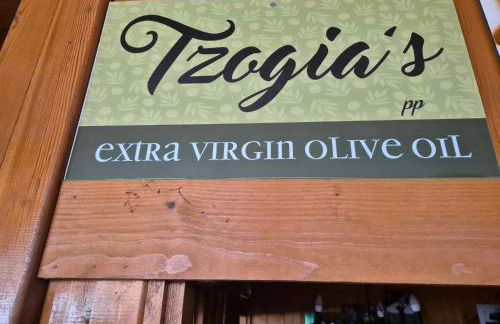 Tzogia's
pp
extra virgin olive oil